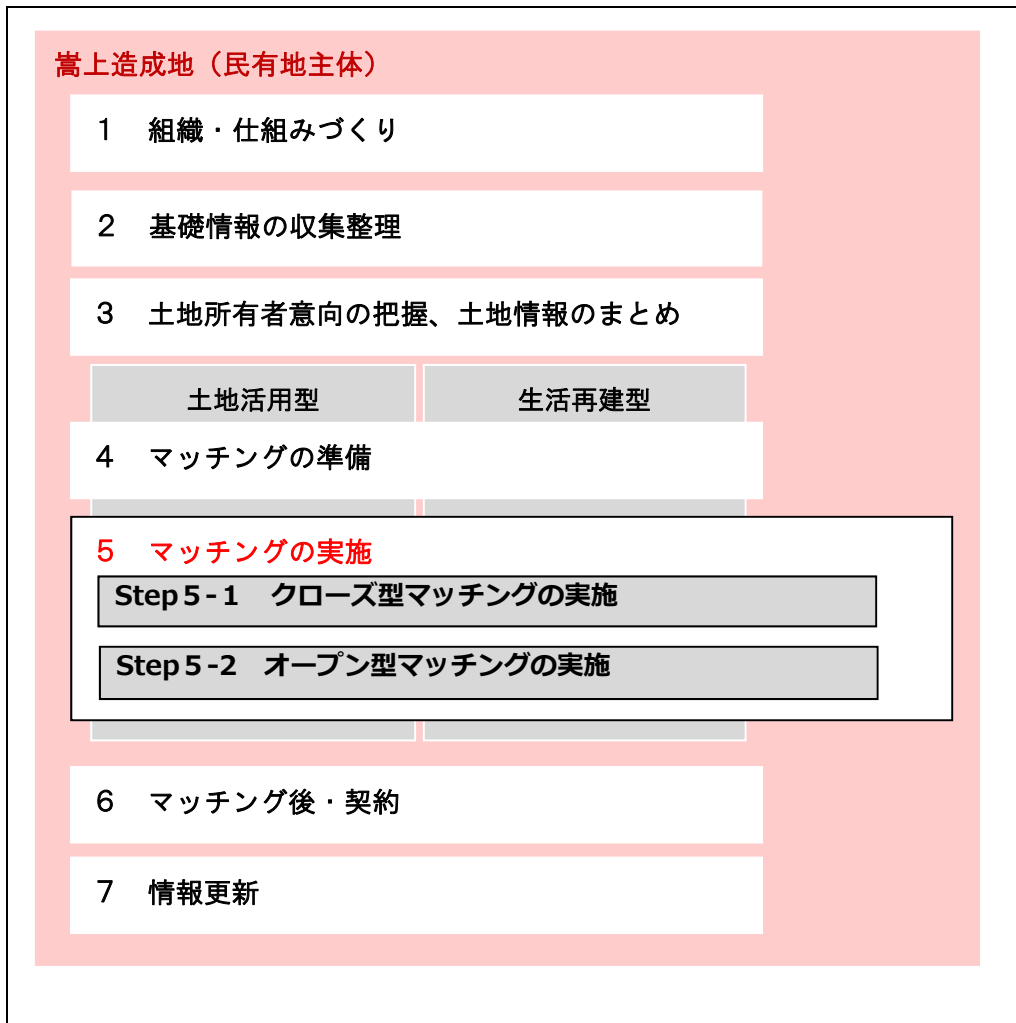 嵩上造成地（民有地主体）
１　組織・仕組みづくり
２　基礎情報の収集整理
３　土地所有者意向の把握、土地情報のまとめ
土地活用型　生活再建型
４　マッチングの準備
５　マッチングの実施
Step５-１　クローズ型マッチングの実施
Step５-2　オープン型マッチングの実施
６　マッチング後・契約
７　情報更新